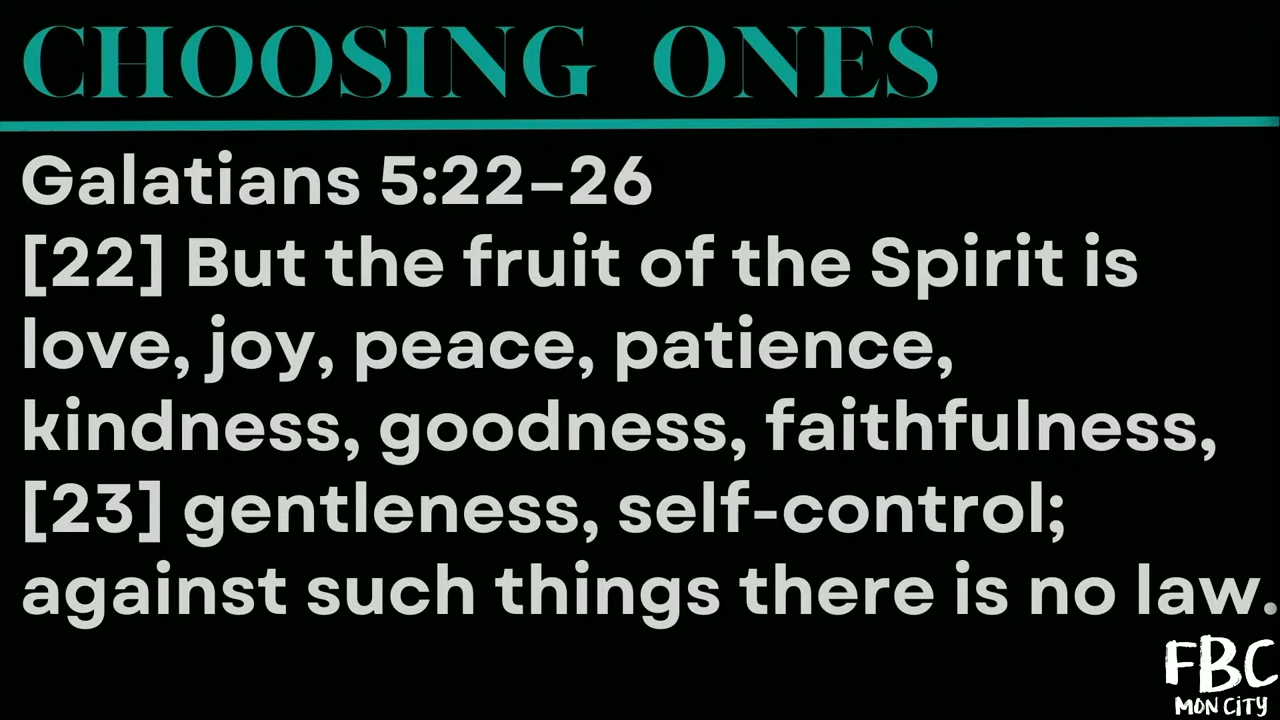 CHOOSING ONES
Galatians 5:22–26
[22] But the fruit of the Spirit is
love, joy, peace, patience,
kindness, goodness, faithfulness,
[23] gentleness, self-control;
against such things there is no law.
FBC
MON CITY